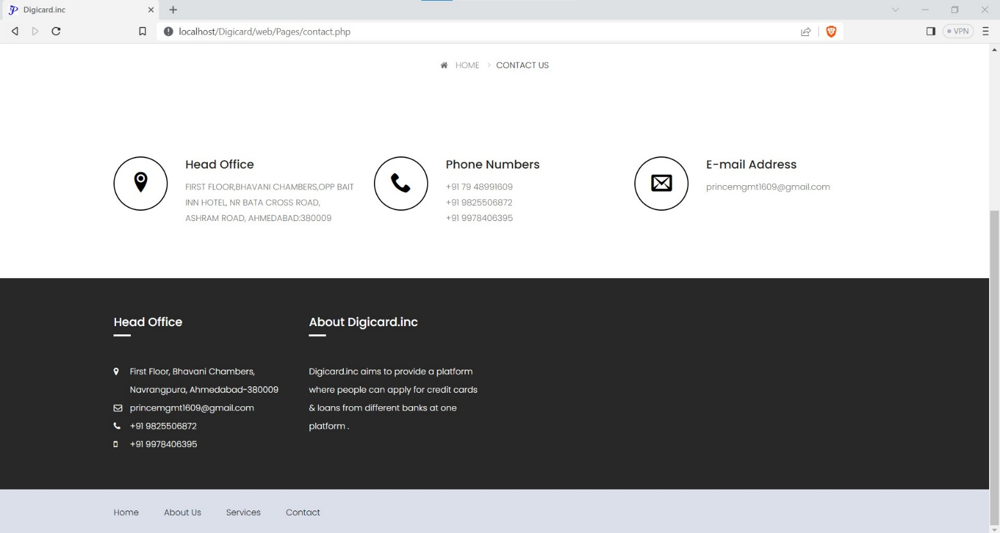 Digicard.inc
localhost/Digicard/web/Pages/contact.php
VPN
HOME > CONTACT US
Head Office
FIRST FLOOR,BHAVANI CHAMBERS,OPP BAIT
INN HOTEL, NR BATA CROSS ROAD,
ASHRAM ROAD, AHMEDABAD:380009
Phone Numbers
+91 79 48991609
+91 9825506872
+91 9978406395
E-mail Address
princemgmt1609@gmail.com
Head Office
First Floor, Bhavani Chambers,
Navrangpura, Ahmedabad-380009
princemgmt1609@gmail.com
+91 9825506872
+91 9978406395
About Digicard.inc
Digicard.inc aims to provide a platform
where people can apply for credit cards
& loans from different banks at one
platform .
Home About Us Services Contact